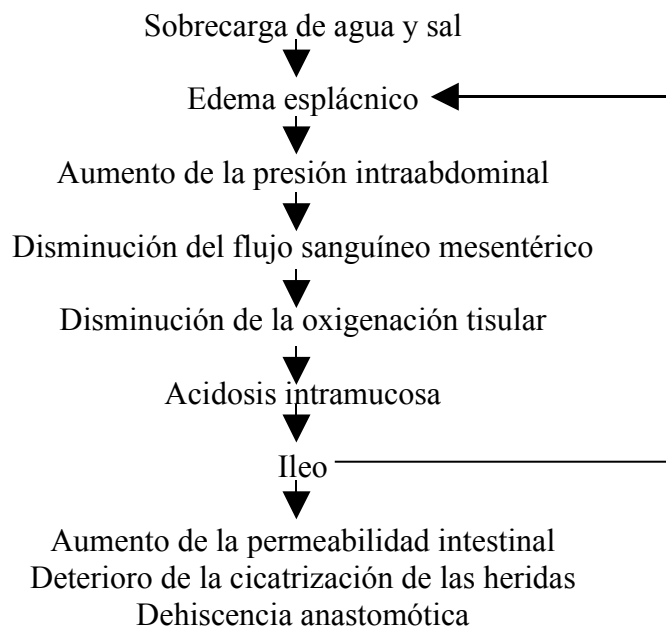 Sobrecarga de agua y sal
Edema esplácnico
Aumento de la presión intraabdominal
Disminución del flujo sanguíneo mesentérico
Disminución de la oxigenación tisular
Acidosis intramucosa
Ileo
Aumento de la permeabilidad intestinal
Deterioro de la cicatrización de las heridas
Dehiscencia anastomótica